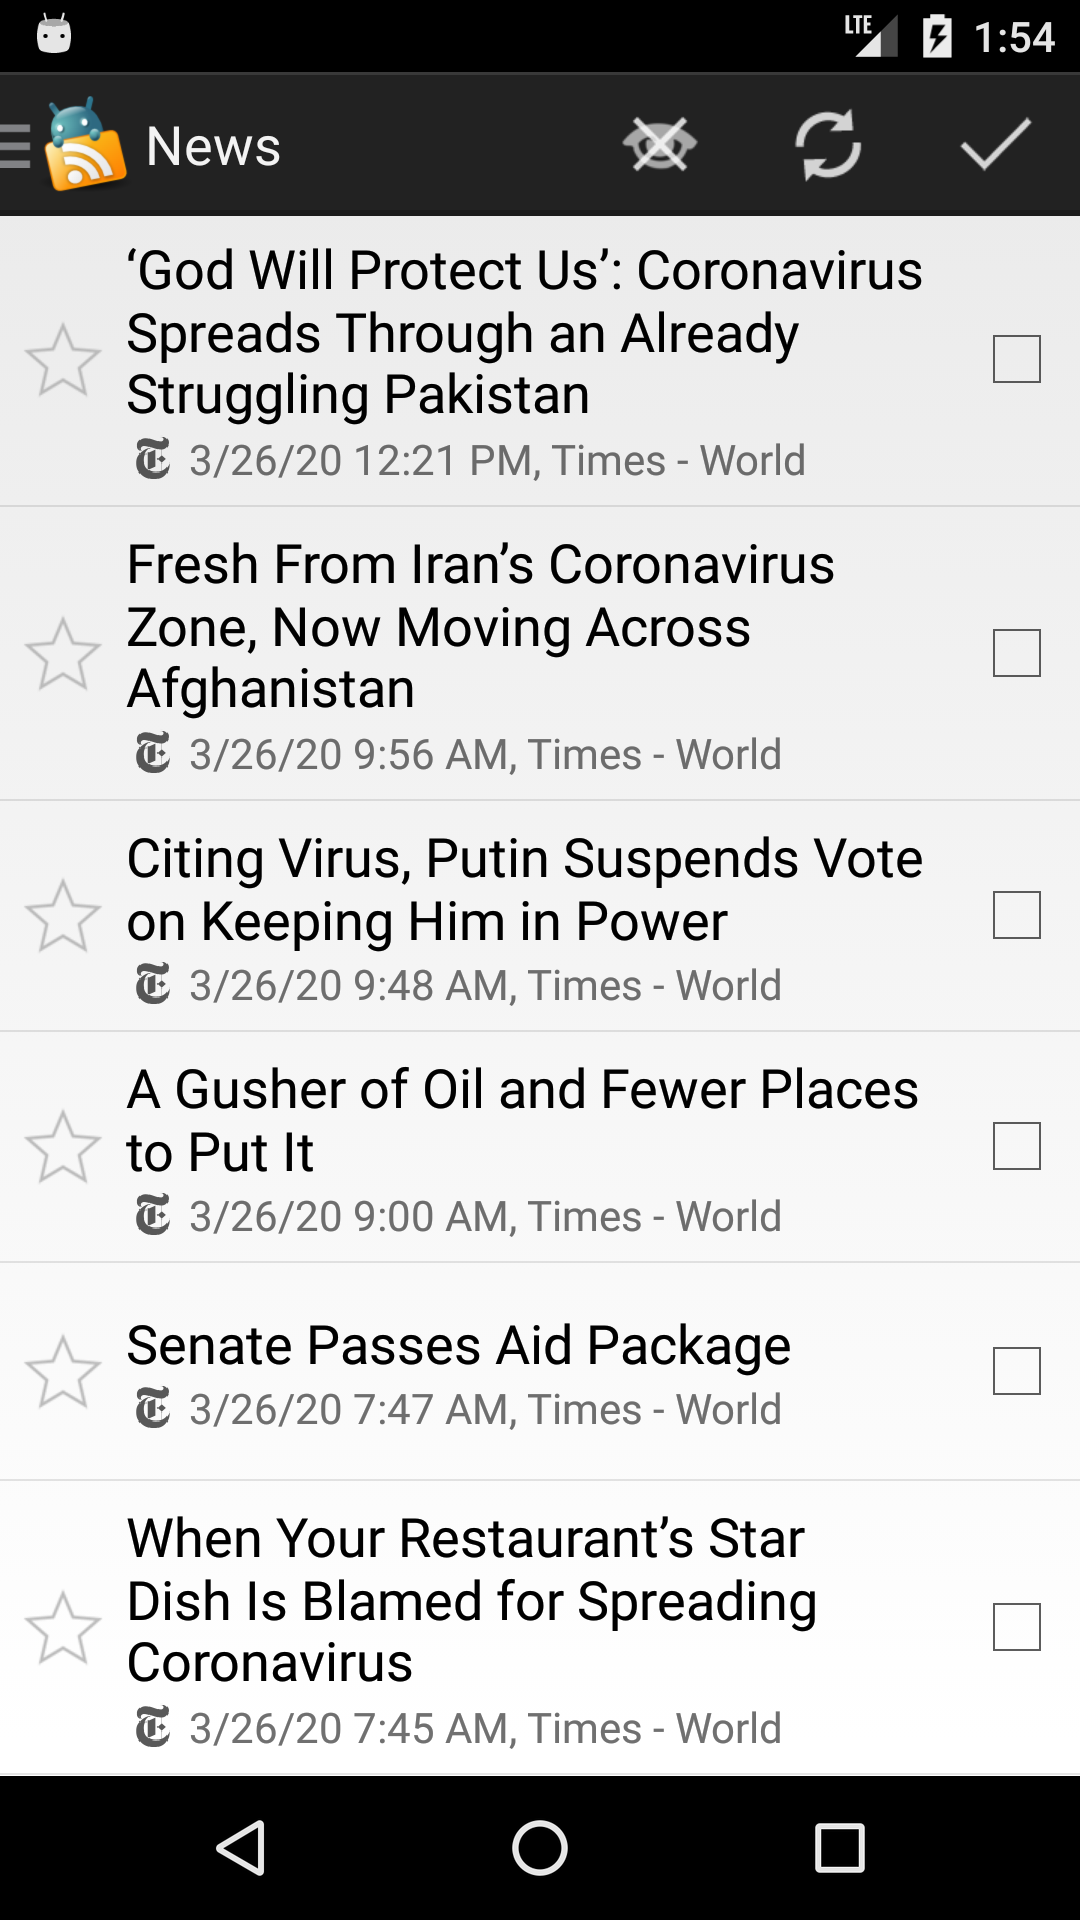 LTE 1:54
News
‘God Will Protect Us’: Coronavirus
Spreads Through an Already
Struggling Pakistan
3/26/20 12:21 PM, Times - World
Fresh From Iran’s Coronavirus
Zone, Now Moving Across
Afghanistan
3/26/20 9:56 AM, Times - World
Citing Virus, Putin Suspends Vote
on Keeping Him in Power
3/26/20 9:48 AM, Times - World
A Gusher of Oil and Fewer Places
to Put It
3/26/20 9:00 AM, Times - World
Senate Passes Aid Package
3/26/20 7:47 AM, Times - World
When Your Restaurant’s Star
Dish Is Blamed for Spreading
Coronavirus
3/26/20 7:45 AM, Times - World